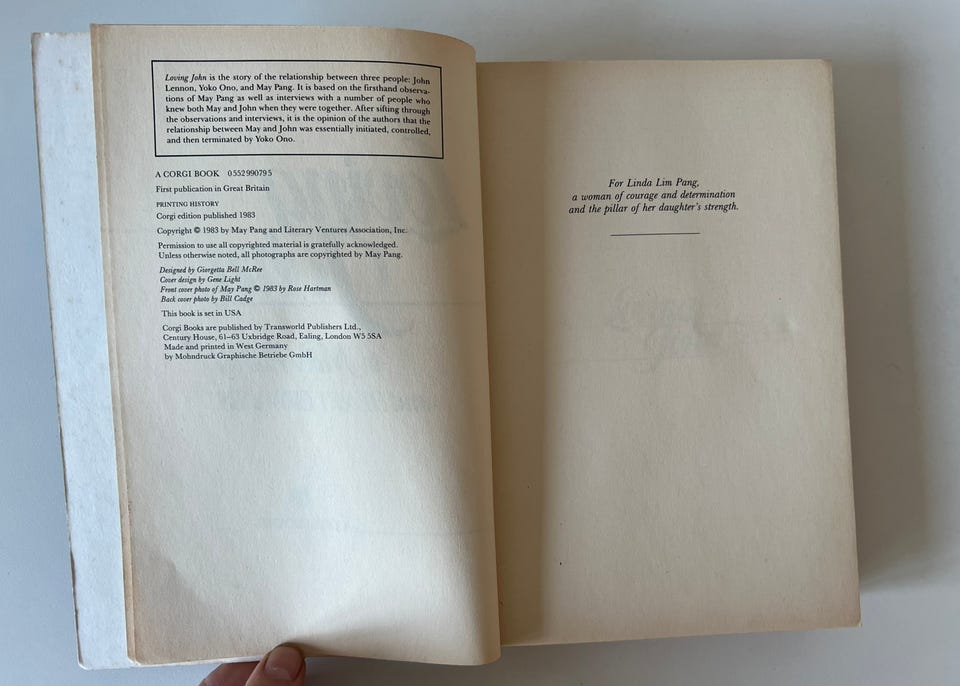 Loving John is the story of the relationship between three people: John
Lennon, Yoko Ono, and May Pang. It is based on the firsthand observa-
tions of May Pang as well as interviews with a number of people who
knew both May and John when they were together. After sifting through
the observations and interviews, it is the opinion of the authors that the
relationship between May and John was essentially initiated, controlled,
and then terminated by Yoko Ono.
A CORGI BOOK 0 552 99079 5
First publication in Great Britain
PRINTING HISTORY
Corgi edition published 1983
Copyright © 1983 by May Pang and Literary Ventures Association, Inc.
Permission to use all copyrighted material is gratefully acknowledged.
Unless otherwise noted, all photographs are copyrighted by May Pang.
Designed by Giorgetta Bell McRee
Cover design by Gene Light
Front cover photo of May Pang © 1983 by Rose Hartman
Back cover photo by Bill Cadge
This book is set in USA
Corgi Books are published by Transworld Publishers Ltd.,
Century House, 61–63 Uxbridge Road, Ealing, London W5 5SA
Made and printed in West Germany
by Mohndruck Graphische Betriebe GmbH
For Linda Lim Pang,
a woman of courage and determination
and the pillar of her daughter's strength.